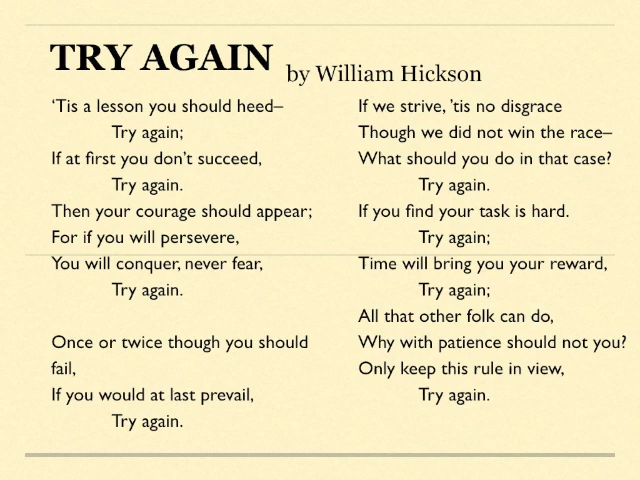 TRY AGAIN by William Hickson
‘Tis a lesson you should heed–
Try again;
If at first you don’t succeed,
Try again.
Then your courage should appear;
For if you will persevere,
You will conquer, never fear,
Try again.
Once or twice though you should
fail,
If you would at last prevail,
Try again.
If we strive, ’tis no disgrace
Though we did not win the race–
What should you do in that case?
Try again.
If you find your task is hard.
Try again;
Time will bring you your reward,
Try again;
All that other folk can do,
Why with patience should not you?
Only keep this rule in view,
Try again.